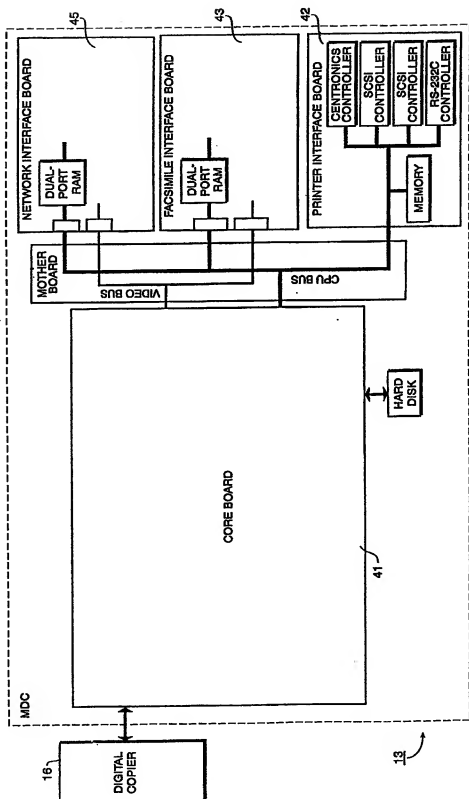 MDC
16
DIGITAL
COPIER
13
CORE BOARD
41
HARD
DISK
MOTHER
BOARD
VIDEO BUS
CPU BUS
NETWORK INTERFACE BOARD
45
DUAL-
PORT
RAM
FACSIMILE INTERFACE BOARD
43
DUAL-
PORT
RAM
PRINTER INTERFACE BOARD
42
CENTRONICS
CONTROLLER
SCSI
CONTROLLER
SCSI
CONTROLLER
RS-232C
CONTROLLER
MEMORY